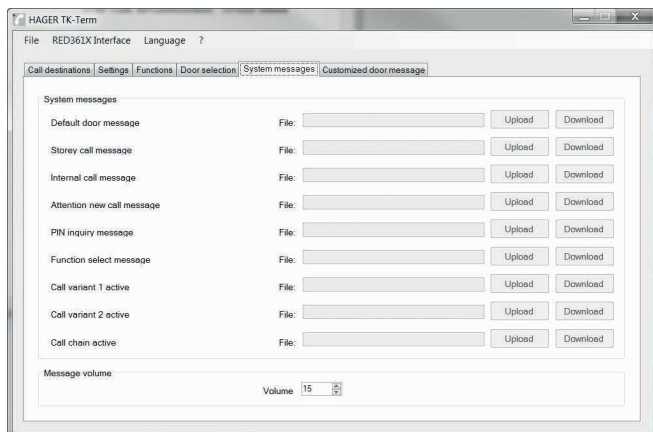 HAGER TK-Term
File RED361X Interface Language ?
Call destinations Settings Functions Door selection System messages Customized door message
System messages
Default door message File: Upload Download
Storey call message File: Upload Download
Internal call message File: Upload Download
Attention new call message File: Upload Download
PIN inquiry message File: Upload Download
Function select message File: Upload Download
Call variant 1 active File: Upload Download
Call variant 2 active File: Upload Download
Call chain active File: Upload Download
Message volume
Volume 15